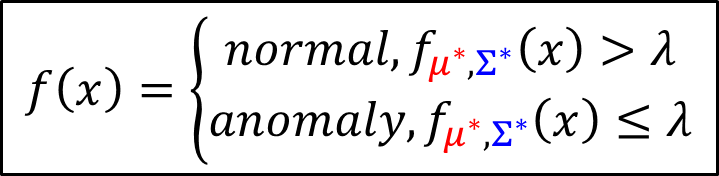 f(x) = { normal, f_{μ*,Σ*}(x) > λ
anomaly, f_{μ*,Σ*}(x) ≤ λ